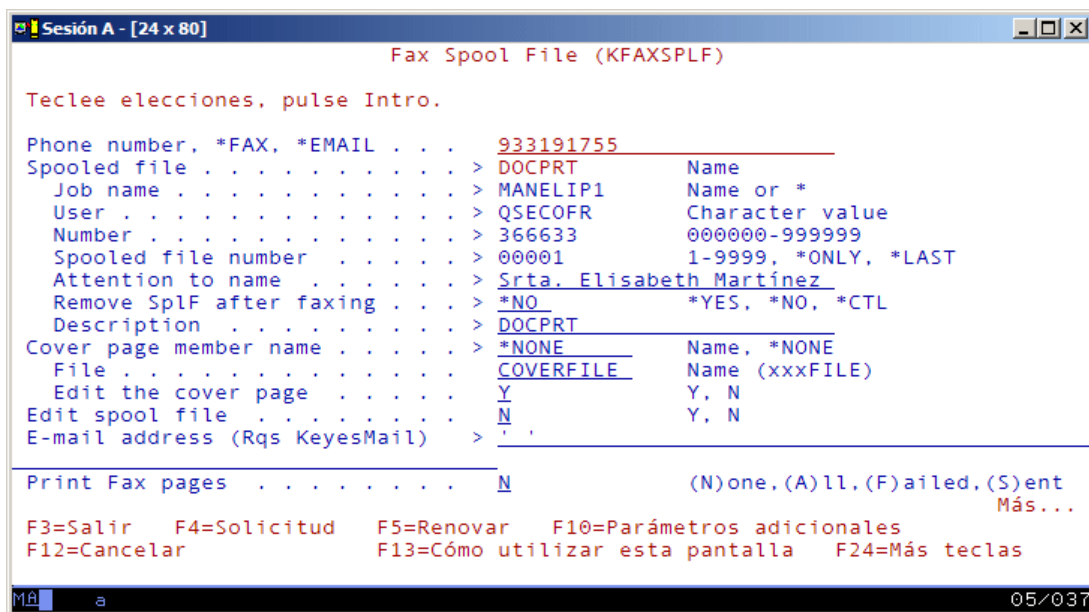 Sesión A - [24 x 80]
Fax Spool File (KFAXSPLF)
Teclee elecciones, pulse Intro.
Phone number, *FAX, *EMAIL . . . 933191755
Spooled file . . . . . . . . . . . > DOCPRT Name
Job name . . . . . . . . . . . . > MANELIP1 Name or *
User . . . . . . . . . . . . . . > QSECOFR Character value
Number . . . . . . . . . . . . . > 366633 000000-999999
Spooled file number . . . . . > 00001 1-9999, *ONLY, *LAST
Attention to name . . . . . . > Srta. Elisabeth Martínez
Remove SplF after faxing . . . > *NO *YES, *NO, *CTL
Description . . . . . . . . . > DOCPRT
Cover page member name . . . . . > *NONE Name, *NONE
File . . . . . . . . . . . . . . COVERFILE Name (xxxFILE)
Edit the cover page . . . . . Y Y, N
Edit spool file . . . . . . . . N Y, N
E-mail address (Rqs KeyesMail) > ' '
Print Fax pages . . . . . . . . N (N)one,(A)ll,(F)ailed,(S)ent
Más...
F3=Salir F4=Solicitud F5=Renovar F10=Parámetros adicionales
F12=Cancelar F13=Cómo utilizar esta pantalla F24=Más teclas
MA a 05/037